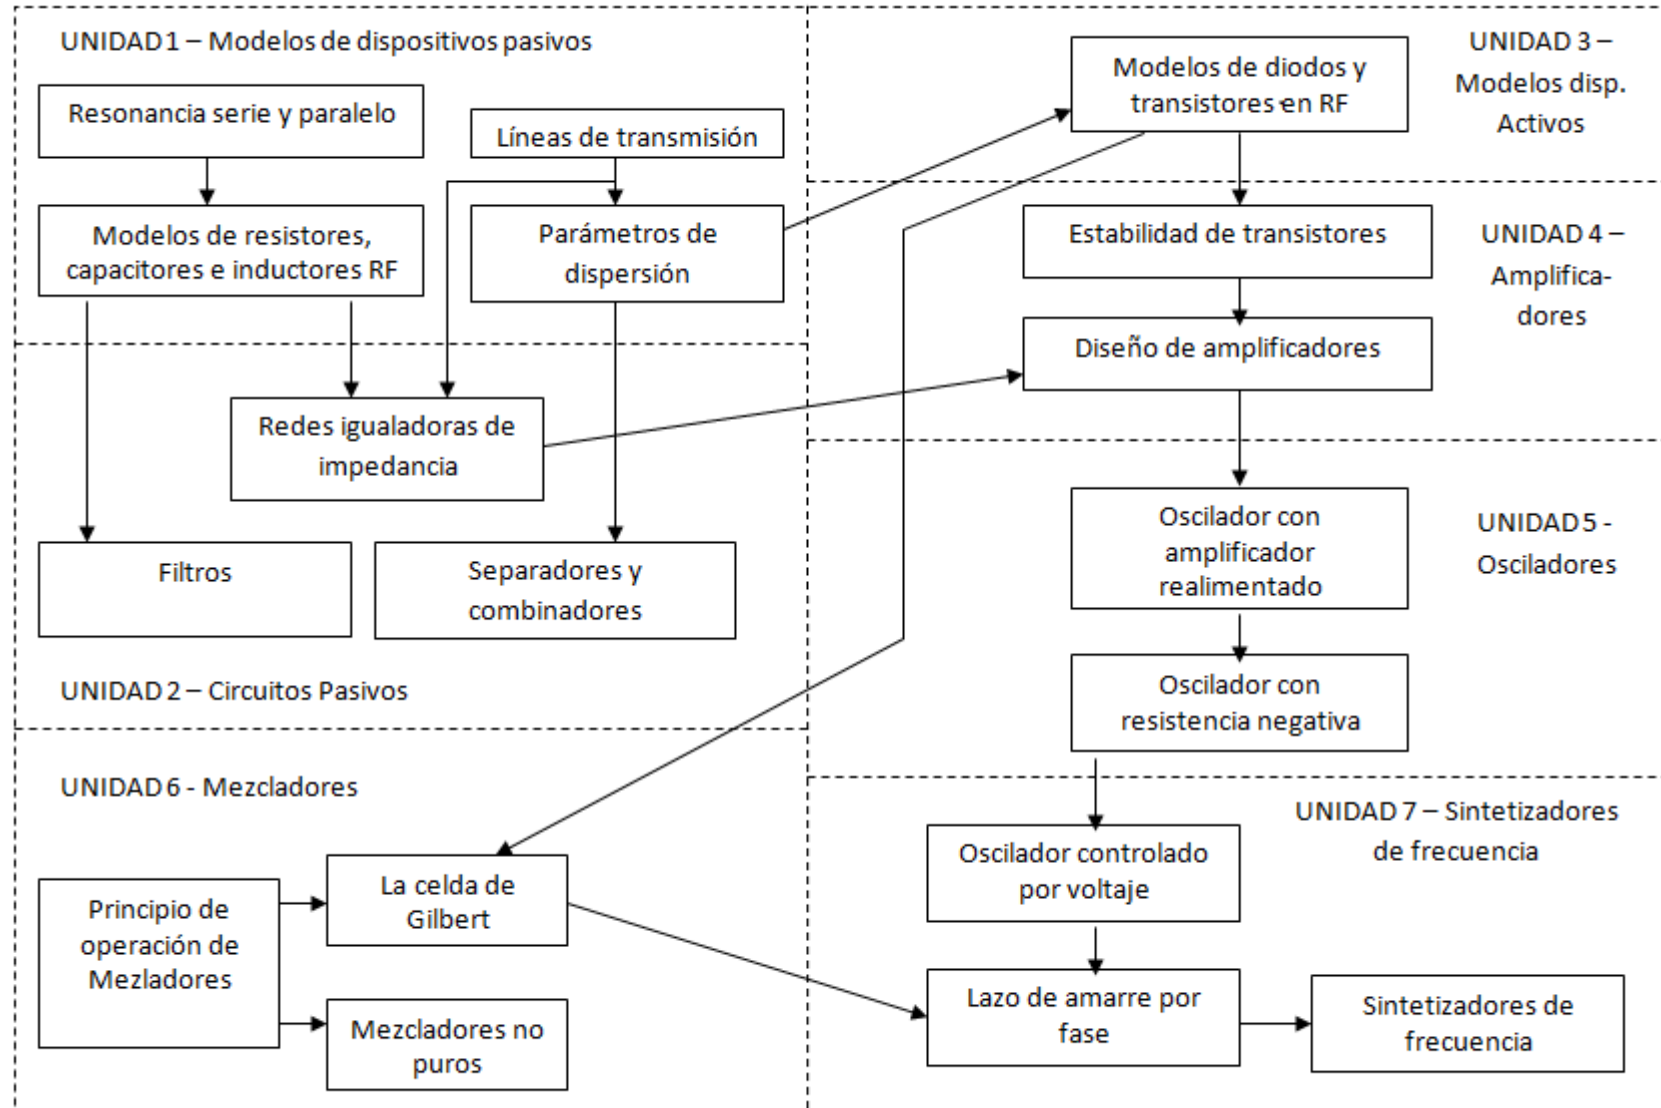 UNIDAD 1 – Modelos de dispositivos pasivos
Resonancia serie y paralelo
Líneas de transmisión
Modelos de resistores,
capacitores e inductores RF
Parámetros de
dispersión
UNIDAD 3 –
Modelos disp.
Activos
Modelos de diodos y
transistores en RF
Estabilidad de transistores
UNIDAD 4 –
Amplifica-
dores
Diseño de amplificadores
Redes igualadoras de
impedancia
Filtros
Separadores y
combinadores
UNIDAD 2 – Circuitos Pasivos
Oscilador con
amplificador
realimentado
UNIDAD 5 -
Osciladores
Oscilador con
resistencia negativa
UNIDAD 6 - Mezcladores
Principio de
operación de
Mezladores
La celda de
Gilbert
Mezcladores no
puros
UNIDAD 7 – Sintetizadores
de frecuencia
Oscilador controlado
por voltaje
Lazo de amarre por
fase
Sintetizadores de
frecuencia